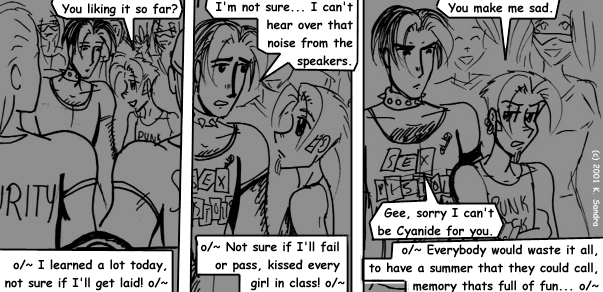 You liking it so far?
URITY
PUNK
S
o/~ I learned a lot today,
not sure if I'll get laid! o/~
I'm not sure... I can't
hear over that
noise from the
speakers.
SEX
o/~ Not sure if I'll fail
or pass, kissed every
girl in class! o/~
You make me sad.
SEX
PUNK
Gee, sorry I can't
be Cyanide for you.
o/~ Everybody would waste it all,
to have a summer that they could call,
memory thats full of fun... o/~
(c) 2001 K. Sandra